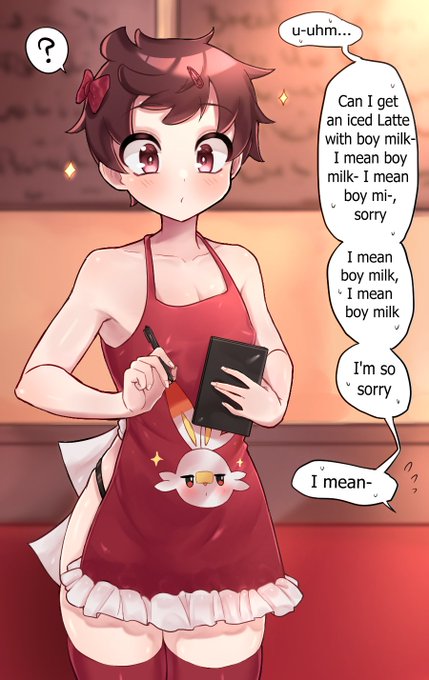 ?
u-uhm...
Can I get
an iced Latte
with boy milk-
I mean boy
milk- I mean
boy mi-,
sorry
I mean
boy milk,
I mean
boy milk
I'm so
sorry
I mean-